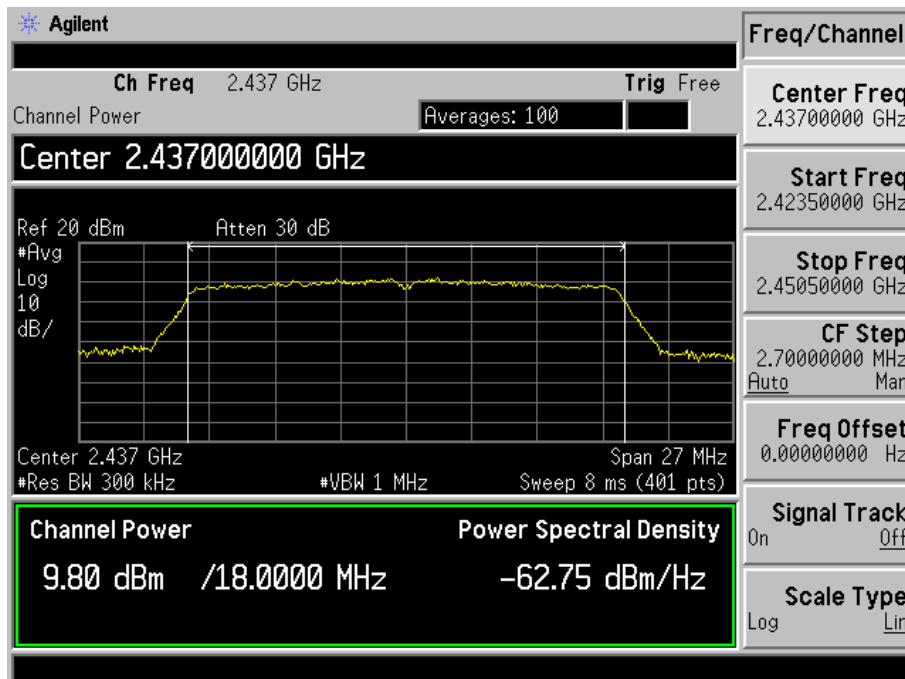 Agilent
Ch Freq 2.437 GHz Trig Free
Channel Power Averages: 100
Center 2.437000000 GHz
Ref 20 dBm Atten 30 dB
#Avg
Log
10
dB/
Center 2.437 GHz Span 27 MHz
#Res BW 300 kHz #VBW 1 MHz Sweep 8 ms (401 pts)
Channel Power Power Spectral Density
9.80 dBm /18.0000 MHz -62.75 dBm/Hz
Freq/Channel
Center Freq
2.43700000 GHz
Start Freq
2.42350000 GHz
Stop Freq
2.45050000 GHz
CF Step
2.70000000 MHz
Auto Man
Freq Offset
0.00000000 Hz
Signal Track
On Off
Scale Type
Log Lin